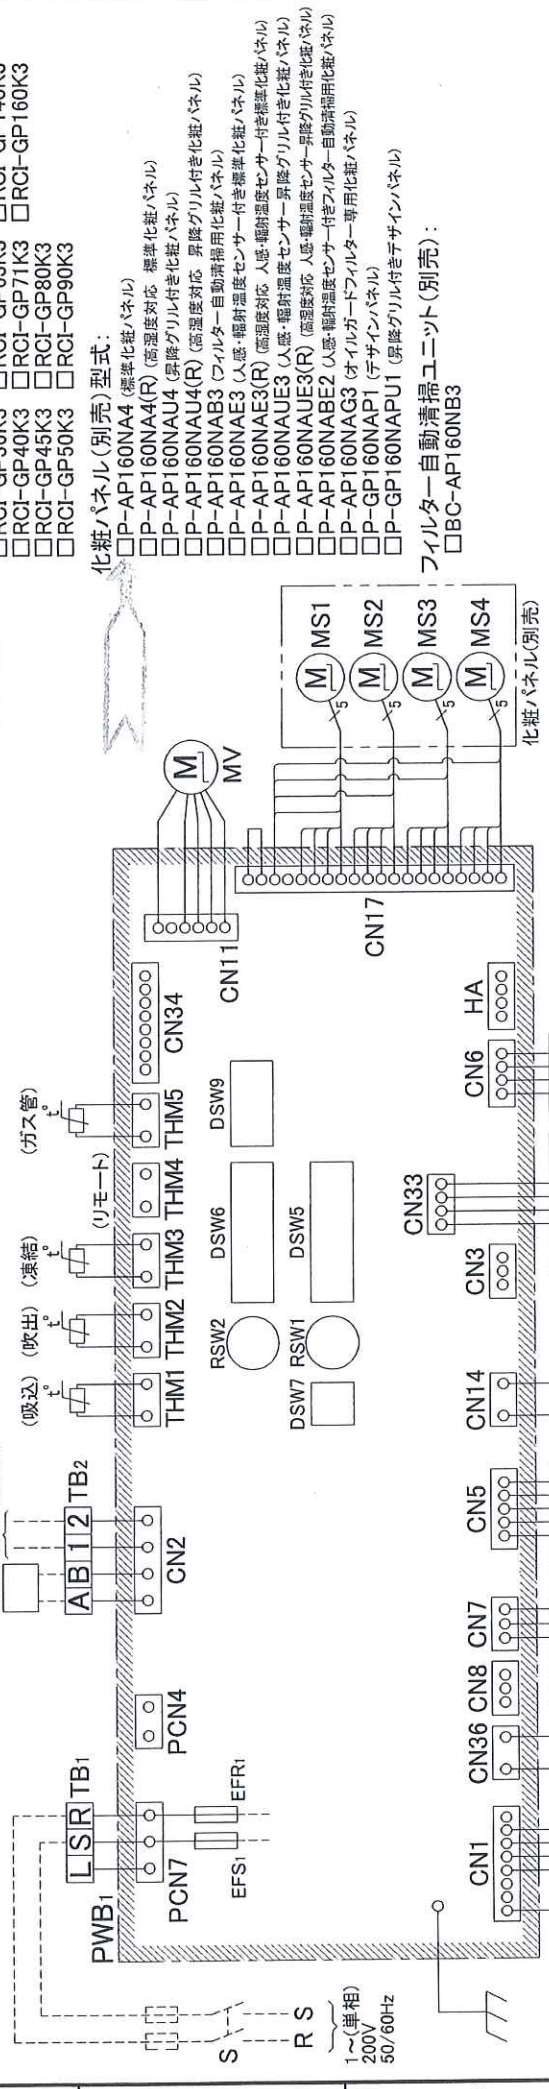 □RCI-GP40K3
□RCI-GP45K3
□RCI-GP50K3
□RCI-GP71K3
□RCI-GP80K3
□RCI-GP90K3
□RCI-GP160K3
化粧パネル(別売)型式:
□P-AP160NA4 (標準化粧パネル)
□P-AP160NA4(R) (高湿度対応 標準化粧パネル)
□P-AP160NAU4 (昇降グリル付き化粧パネル)
□P-AP160NAU4(R) (高湿度対応 昇降グリル付き化粧パネル)
□P-AP160NAB3 (フィルター自動清掃用化粧パネル)
□P-AP160NAE3 (人感・輻射温度センサー付き標準化粧パネル)
□P-AP160NAE3(R) (高湿度対応 人感・輻射温度センサー付き標準化粧パネル)
□P-AP160NAUE3 (人感・輻射温度センサー昇降グリル付き化粧パネル)
□P-AP160NAUE3(R) (高湿度対応 人感・輻射温度センサー昇降グリル付き化粧パネル)
□P-AP160NABE2 (人感・輻射温度センサー付きフィルター自動清掃用化粧パネル)
□P-AP160NAG3 (オイルガードフィルター専用化粧パネル)
□P-GP160NAP1 (デザインパネル)
□P-GP160NAPU1 (昇降グリル付きデザインパネル)
フィルター自動清掃ユニット(別売):
□BC-AP160NB3
(吸込)
(吹出)
(凍結)
(リモート)
(ガス管)
t°
t°
t°
t°
L S R TB1
A B 1 2 TB2
PWB1
PCN7
PCN4
CN2
THM1
THM2
THM3
THM4
THM5
CN34
EFS1
EFR1
CN11
M
MV
DSW7
RSW1
RSW2
DSW5
DSW6
DSW9
CN17
M MS1
5
M MS2
5
M MS3
5
M MS4
5
化粧パネル(別売)
S
R S
1~(単相)
200V
50/60Hz
CN1
CN36
CN8
CN7
CN5
CN14
CN3
CN33
CN6
HA